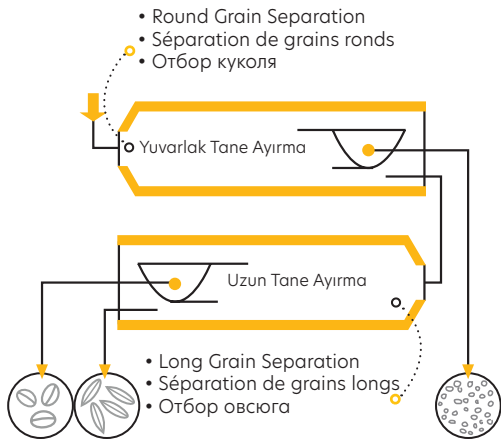 • Round Grain Separation
• Séparation de grains ronds
• Отбор куколя
Yuvarlak Tane Ayırma
Uzun Tane Ayırma
• Long Grain Separation
• Séparation de grains longs
• Отбор овсюга